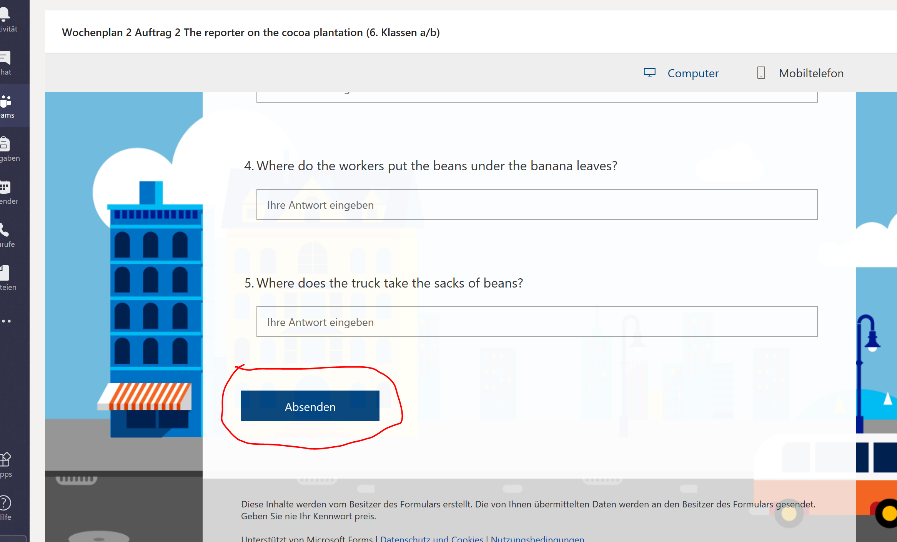 Wochenplan 2 Auftrag 2 The reporter on the cocoa plantation (6. Klassen a/b)
Computer
Mobiltelefon
4. Where do the workers put the beans under the banana leaves?
Ihre Antwort eingeben
5. Where does the truck take the sacks of beans?
Ihre Antwort eingeben
Absenden
Diese Inhalte werden vom Besitzer des Formulars erstellt. Die von Ihnen übermittelten Daten werden an den Besitzer des Formulars gesendet.
Geben Sie nie Ihr Kennwort preis.
Unterstützt von Microsoft Forms | Datenschutz und Cookies | Nutzungsbedingungen
tivität
hat
ams
gaben
ender
rufe
teien
pps
ilfe